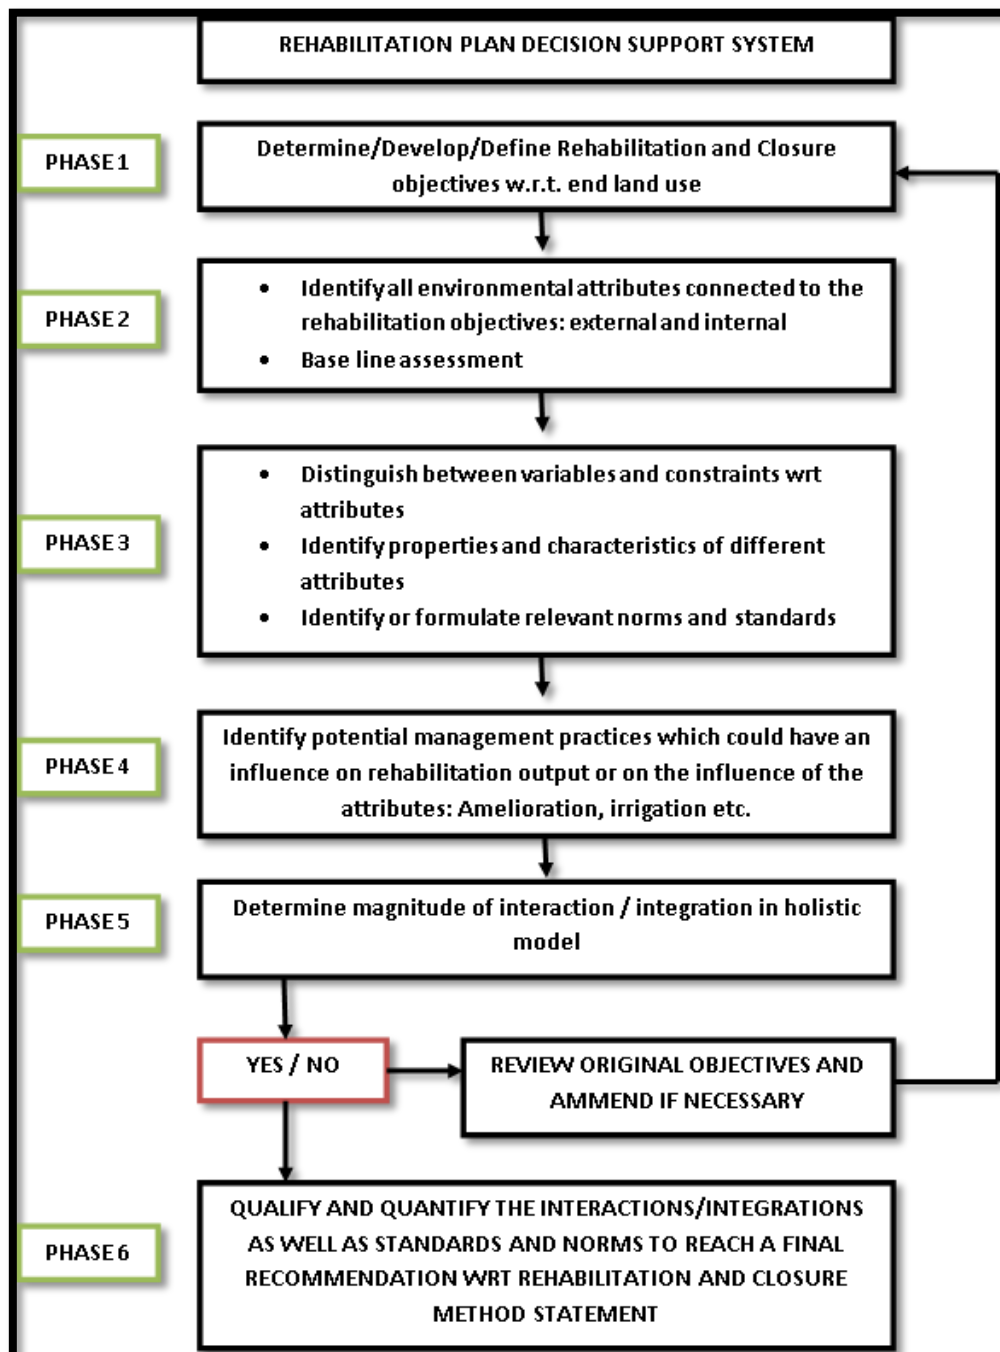 REHABILITATION PLAN DECISION SUPPORT SYSTEM
PHASE 1
Determine/Develop/Define Rehabilitation and Closure
objectives w.r.t. end land use
PHASE 2
• Identify all environmental attributes connected to the
rehabilitation objectives: external and internal
• Base line assessment
PHASE 3
• Distinguish between variables and constraints wrt
attributes
• Identify properties and characteristics of different
attributes
• Identify or formulate relevant norms and standards
PHASE 4
Identify potential management practices which could have an
influence on rehabilitation output or on the influence of the
attributes: Amelioration, irrigation etc.
PHASE 5
Determine magnitude of interaction / integration in holistic
model
YES / NO
REVIEW ORIGINAL OBJECTIVES AND
AMMEND IF NECESSARY
PHASE 6
QUALIFY AND QUANTIFY THE INTERACTIONS/INTEGRATIONS
AS WELL AS STANDARDS AND NORMS TO REACH A FINAL
RECOMMENDATION WRT REHABILITATION AND CLOSURE
METHOD STATEMENT